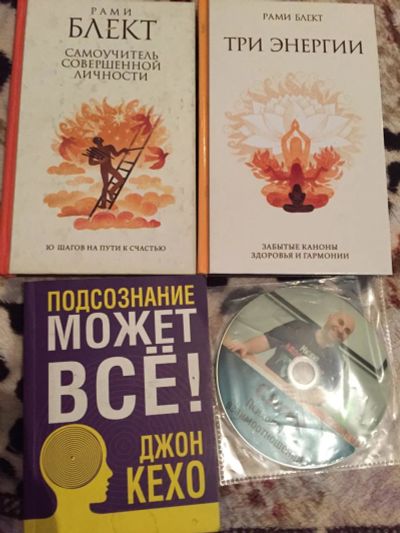 РАМИ
БЛЕКТ
САМОУЧИТЕЛЬ
СОВЕРШЕННОЙ
ЛИЧНОСТИ
10 ШАГОВ НА ПУТИ К СЧАСТЬЮ
РАМИ БЛЕКТ
ТРИ ЭНЕРГИИ
ЗАБЫТЫЕ КАНОНЫ
ЗДОРОВЬЯ И ГАРМОНИИ
ПОДСОЗНАНИЕ
МОЖЕТ
ВСЁ!
ДЖОН
КЕХО